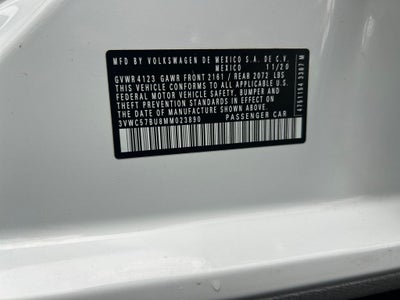 MFD BY VOLKSWAGEN DE MEXICO S.A. DE C.V.
MEXICO 11/20
GVWR 4123 GAWR FRONT 2161 / REAR 2072 LBS
THIS VEHICLE CONFORMS TO ALL APPLICABLE U.S.
FEDERAL MOTOR VEHICLE SAFETY, BUMPER AND
THEFT PREVENTION STANDARDS IN EFFECT ON THE
DATE OF MANUFACTURE SHOWN ABOVE.
3VWC57BU8MM023890 PASSENGER CAR
4751154 3387 M